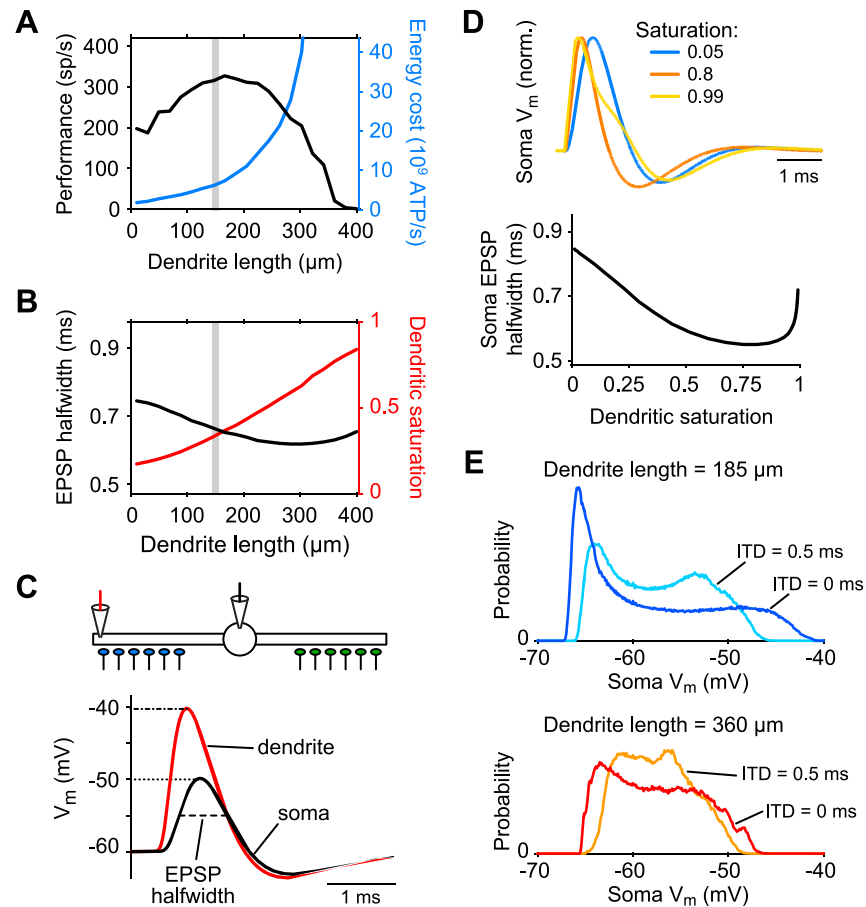 A
Performance (sp/s)
400
300
200
100
0
40
30
20
10
0
Energy cost (10⁹ ATP/s)
0 100 200 300 400
Dendrite length (µm)
B
EPSP halfwidth (ms)
0.9
0.7
0.5
1
0.5
0
Dendritic saturation
0 100 200 300 400
Dendrite length (µm)
C
Vm (mV)
-40
-50
-60
dendrite
soma
EPSP
halfwidth
1 ms
D
Soma Vm (norm.)
Saturation:
0.05
0.8
0.99
1 ms
Soma EPSP
halfwidth (ms)
0.9
0.7
0.5
0 0.25 0.50 0.75 1
Dendritic saturation
E
Dendrite length = 185 µm
Probability
0
ITD = 0.5 ms
ITD = 0 ms
-70 -60 -50 -40
Soma Vm (mV)
Dendrite length = 360 µm
Probability
0
ITD = 0.5 ms
ITD = 0 ms
-70 -60 -50 -40
Soma Vm (mV)